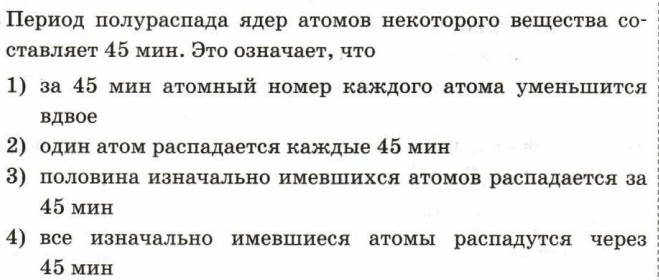 Период полураспада ядер атомов некоторого вещества со-
ставляет 45 мин. Это означает, что
1) за 45 мин атомный номер каждого атома уменьшится
вдвое
2) один атом распадается каждые 45 мин
3) половина изначально имевшихся атомов распадается за
45 мин
4) все изначально имевшиеся атомы распадутся через
45 мин